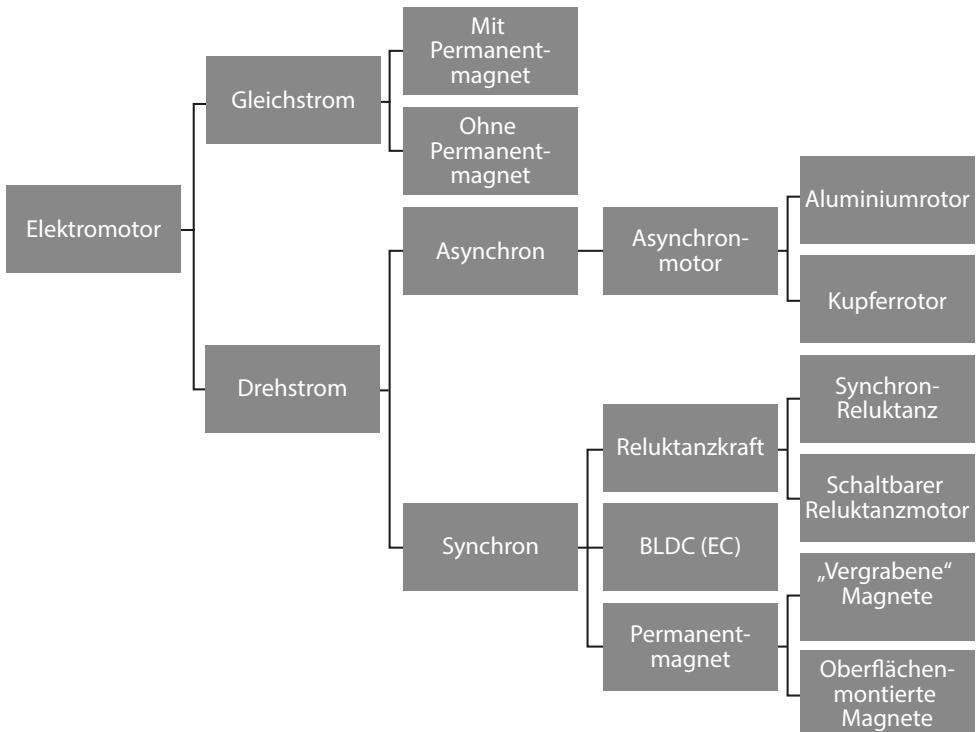 Elektromotor
Gleichstrom
Mit
Permanent-
magnet
Ohne
Permanent-
magnet
Drehstrom
Asynchron
Asynchron-
motor
Aluminiumrotor
Kupferrotor
Synchron
Reluktanzkraft
Synchron-
Reluktanz
Schaltbarer
Reluktanzmotor
BLDC (EC)
Permanent-
magnet
„Vergrabene“
Magnete
Oberflächen-
montierte
Magnete